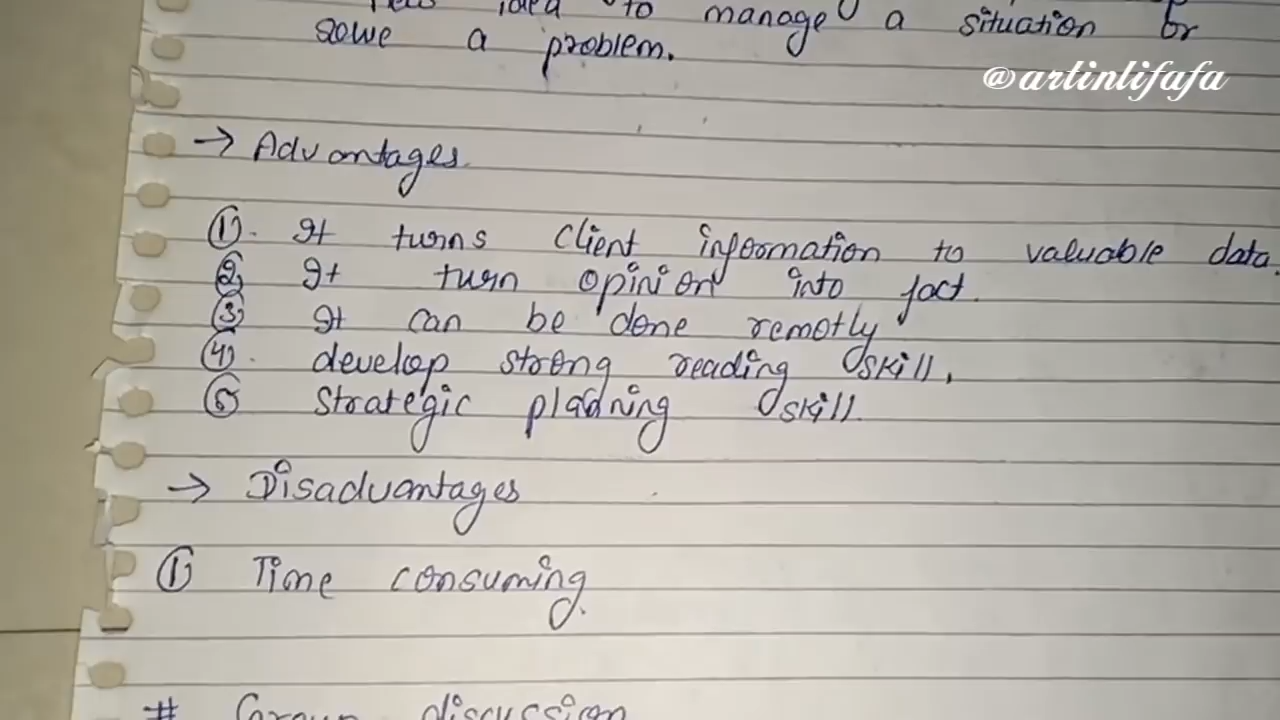 new idea to manage a situation or
solve a problem.
@artinlifafa
→ Advantages
①. It turns client information to valuable data.
② It turn opinion into fact.
③ It can be done remotly
④. develop strong reading skill.
⑤ Strategic planning skill.
→ Disadvantages
① Time consuming.
# Group discussion